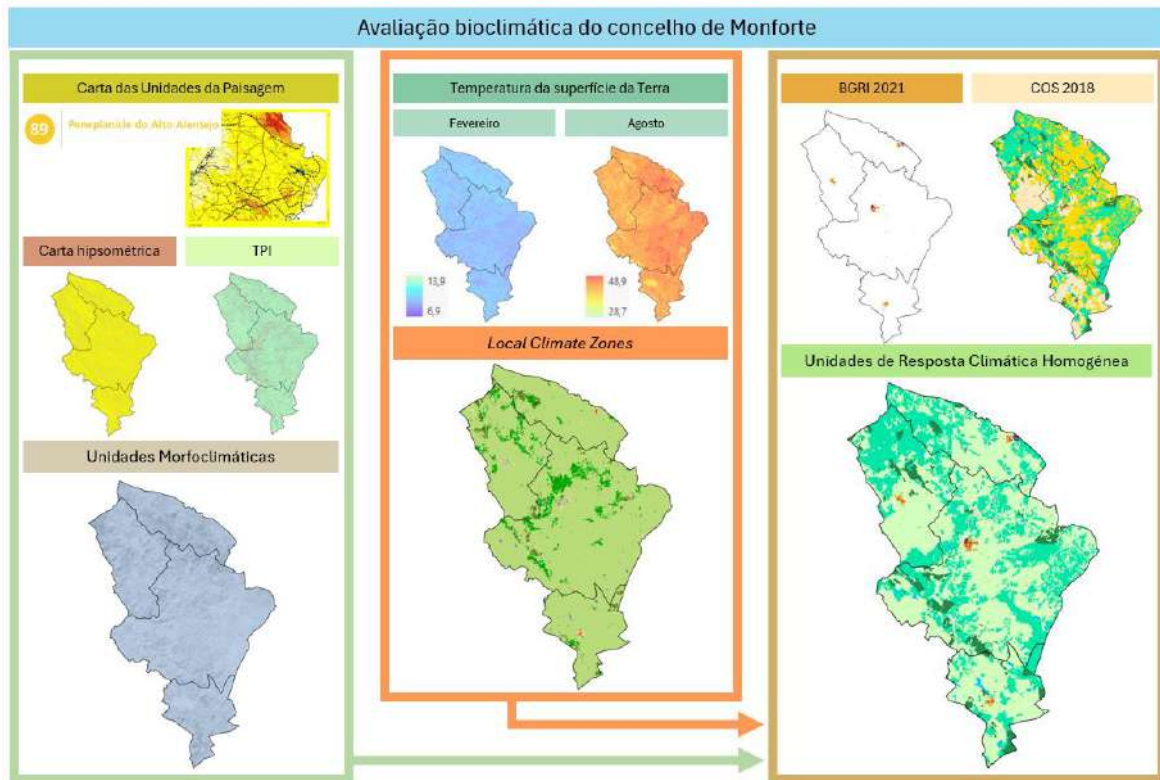 Avaliação bioclimática do concelho de Monforte
Carta das Unidades da Paisagem
89
Peneplanície do Alto Alentejo
Carta hipsométrica
TPI
Unidades Morfoclimáticas
Temperatura da superfície da Terra
Fevereiro
Agosto
13,9
6,9
48,9
28,7
Local Climate Zones
BGRI 2021
COS 2018
Unidades de Resposta Climática Homogénea